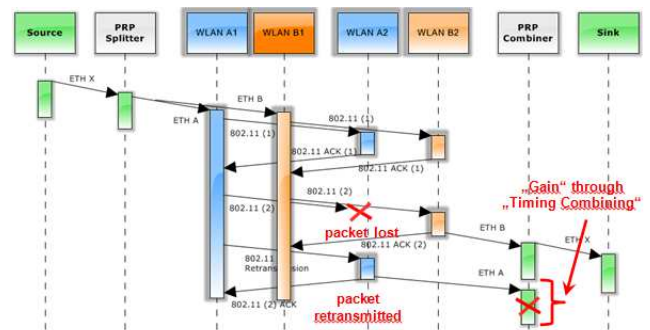 Source
PRP
Splitter
WLAN A1
WLAN B1
WLAN A2
WLAN B2
PRP
Combiner
Sink
ETH X
ETH B
ETH A
802.11 (1)
802.11 (1)
802.11 ACK (1)
802.11 ACK (1)
802.11 (2)
802.11 (2)
packet lost
802.11 ACK (2)
ETH B
ETH X
802.11
Retransmission
ETH A
802.11 (2) ACK
packet
retransmitted
„Gain“ through
„Timing Combining“